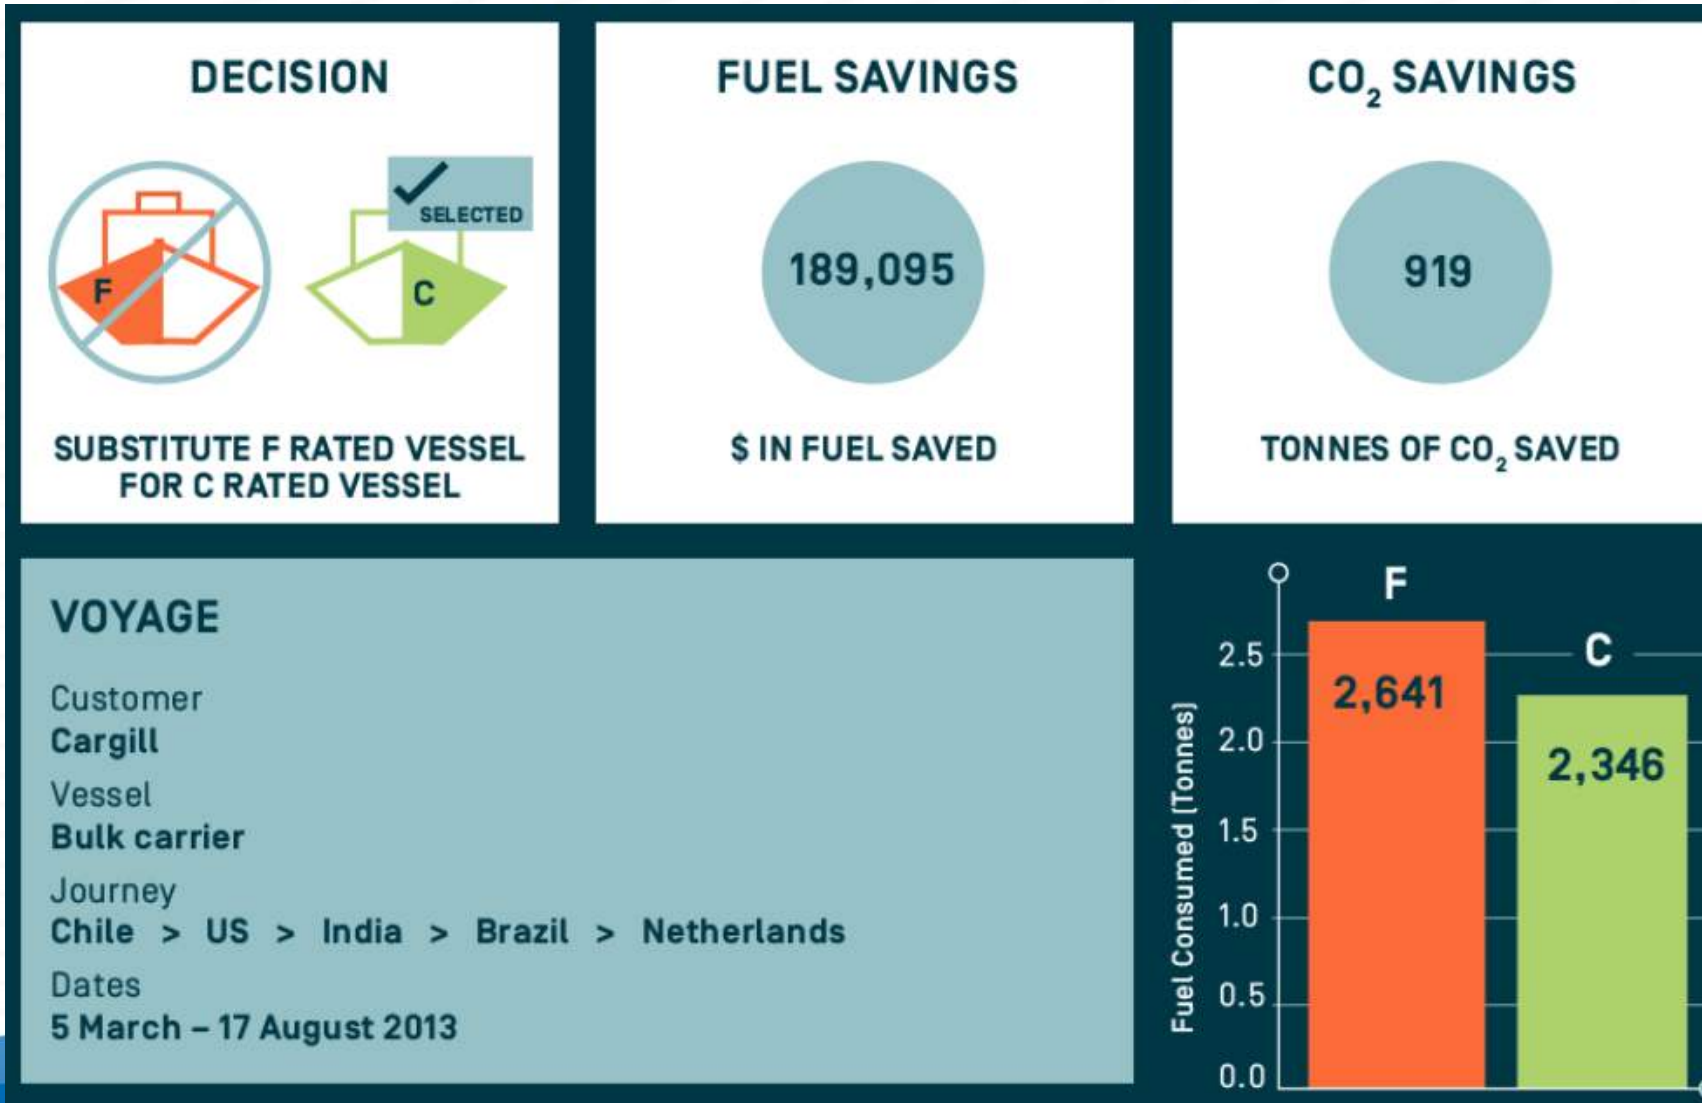 DECISION
F
C
SELECTED
SUBSTITUTE F RATED VESSEL
FOR C RATED VESSEL
FUEL SAVINGS
189,095
$ IN FUEL SAVED
CO₂ SAVINGS
919
TONNES OF CO₂ SAVED
VOYAGE
Customer
Cargill
Vessel
Bulk carrier
Journey
Chile > US > India > Brazil > Netherlands
Dates
5 March – 17 August 2013
Fuel Consumed (Tonnes)
2.5
2.0
1.5
1.0
0.5
0.0
F
2,641
C
2,346